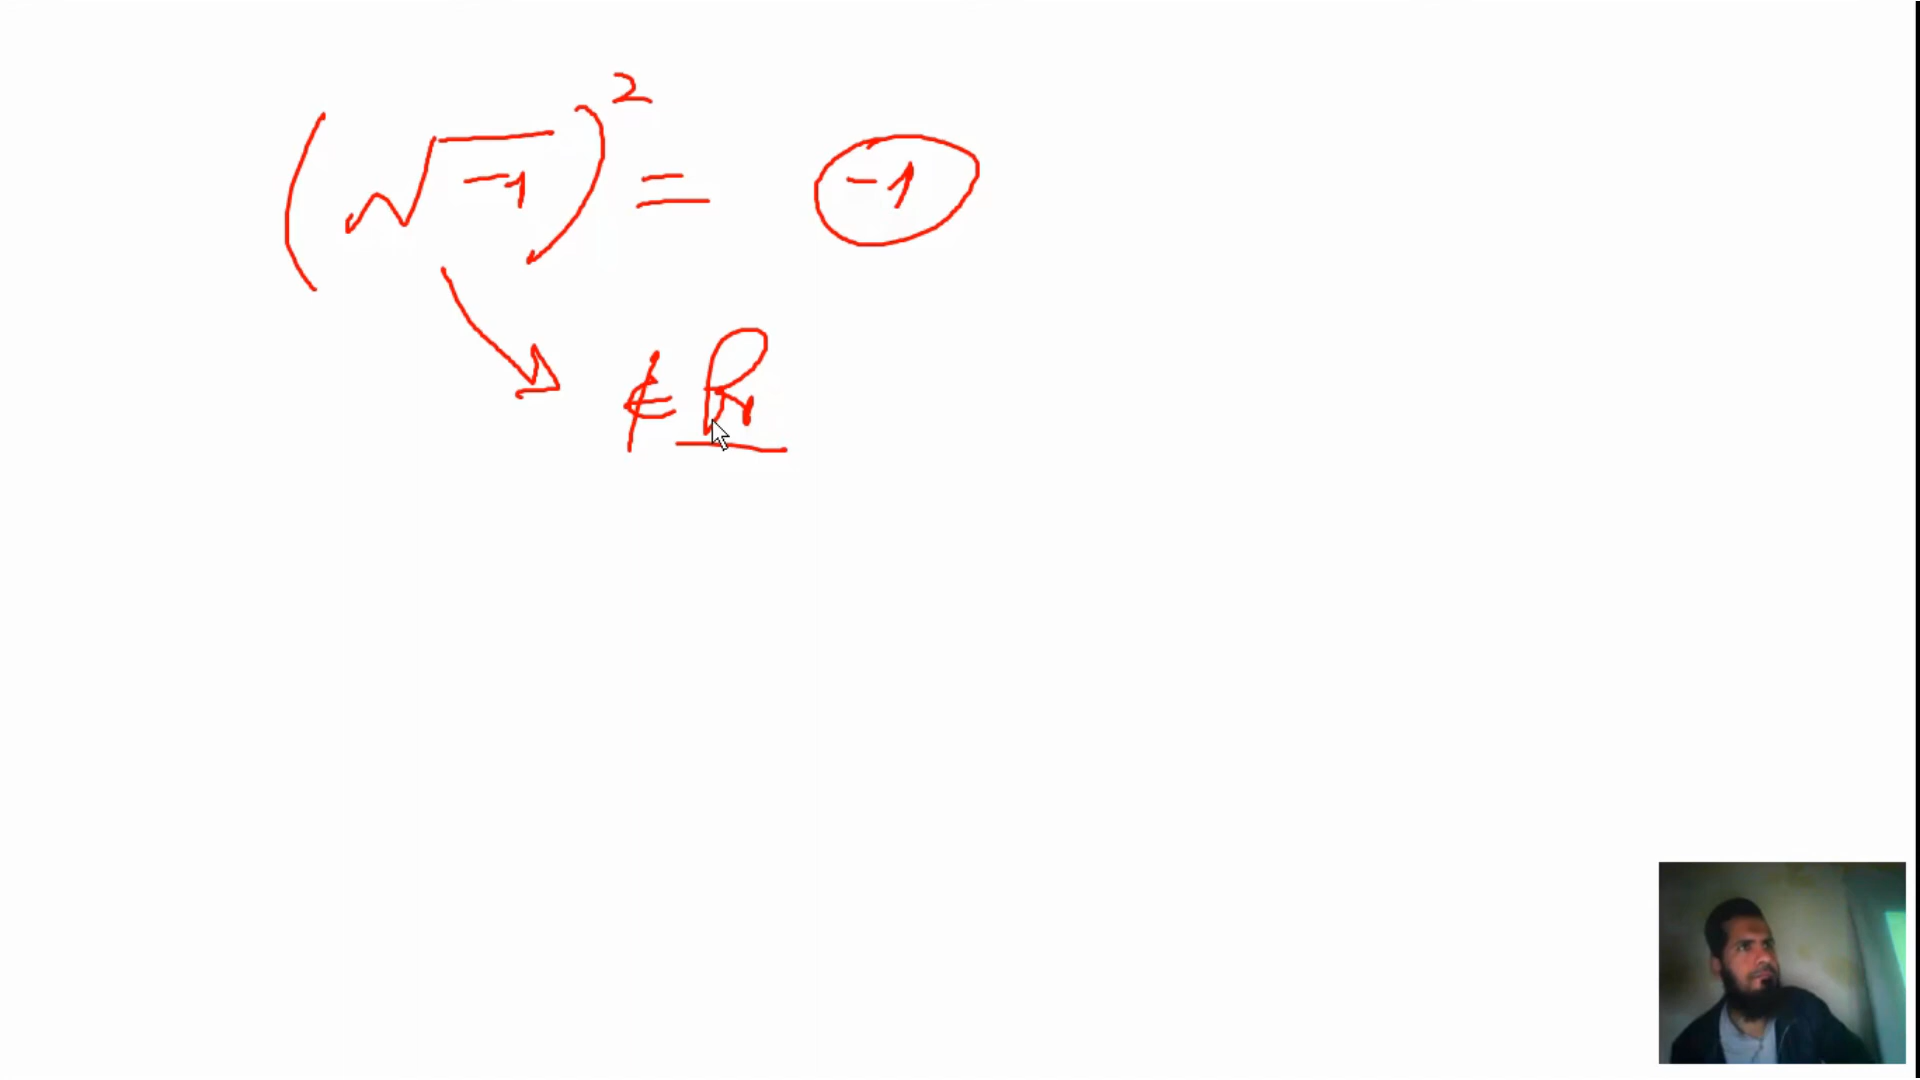 (√-1)² = -1
∉ ℝ